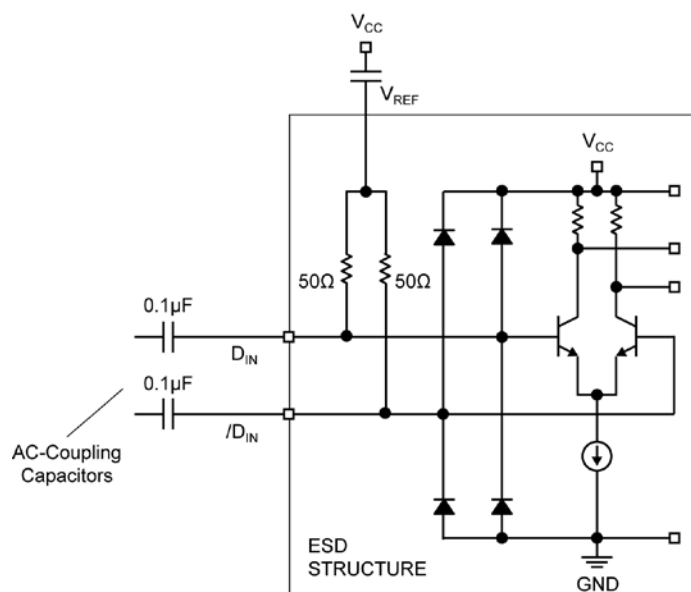 VCC
VREF
VCC
50Ω
50Ω
0.1µF
DIN
0.1µF
/DIN
AC-Coupling
Capacitors
ESD
STRUCTURE
GND